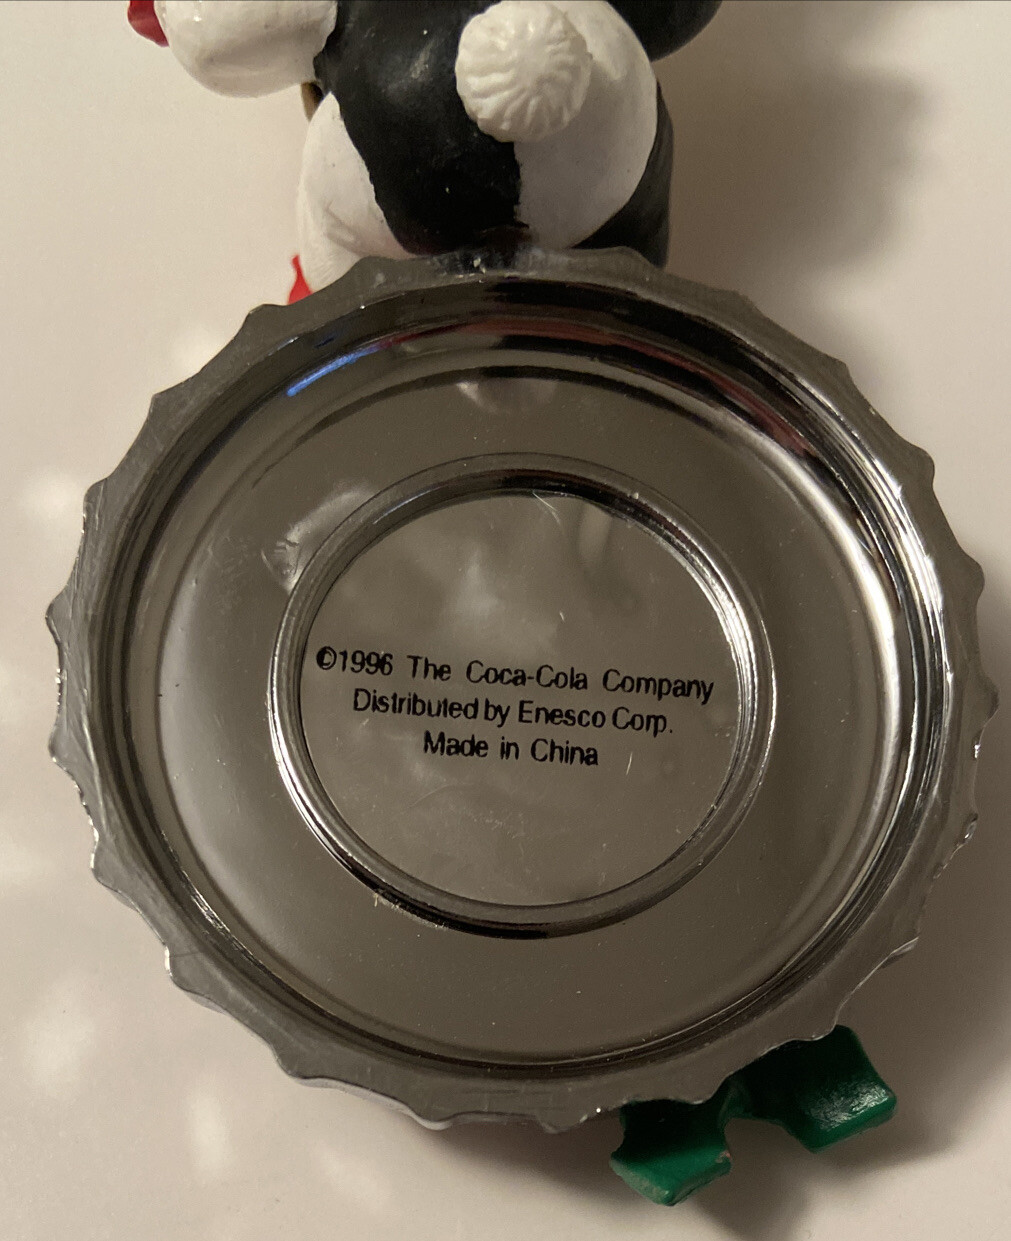 ©1996 The Coca-Cola Company
Distributed by Enesco Corp.
Made in China